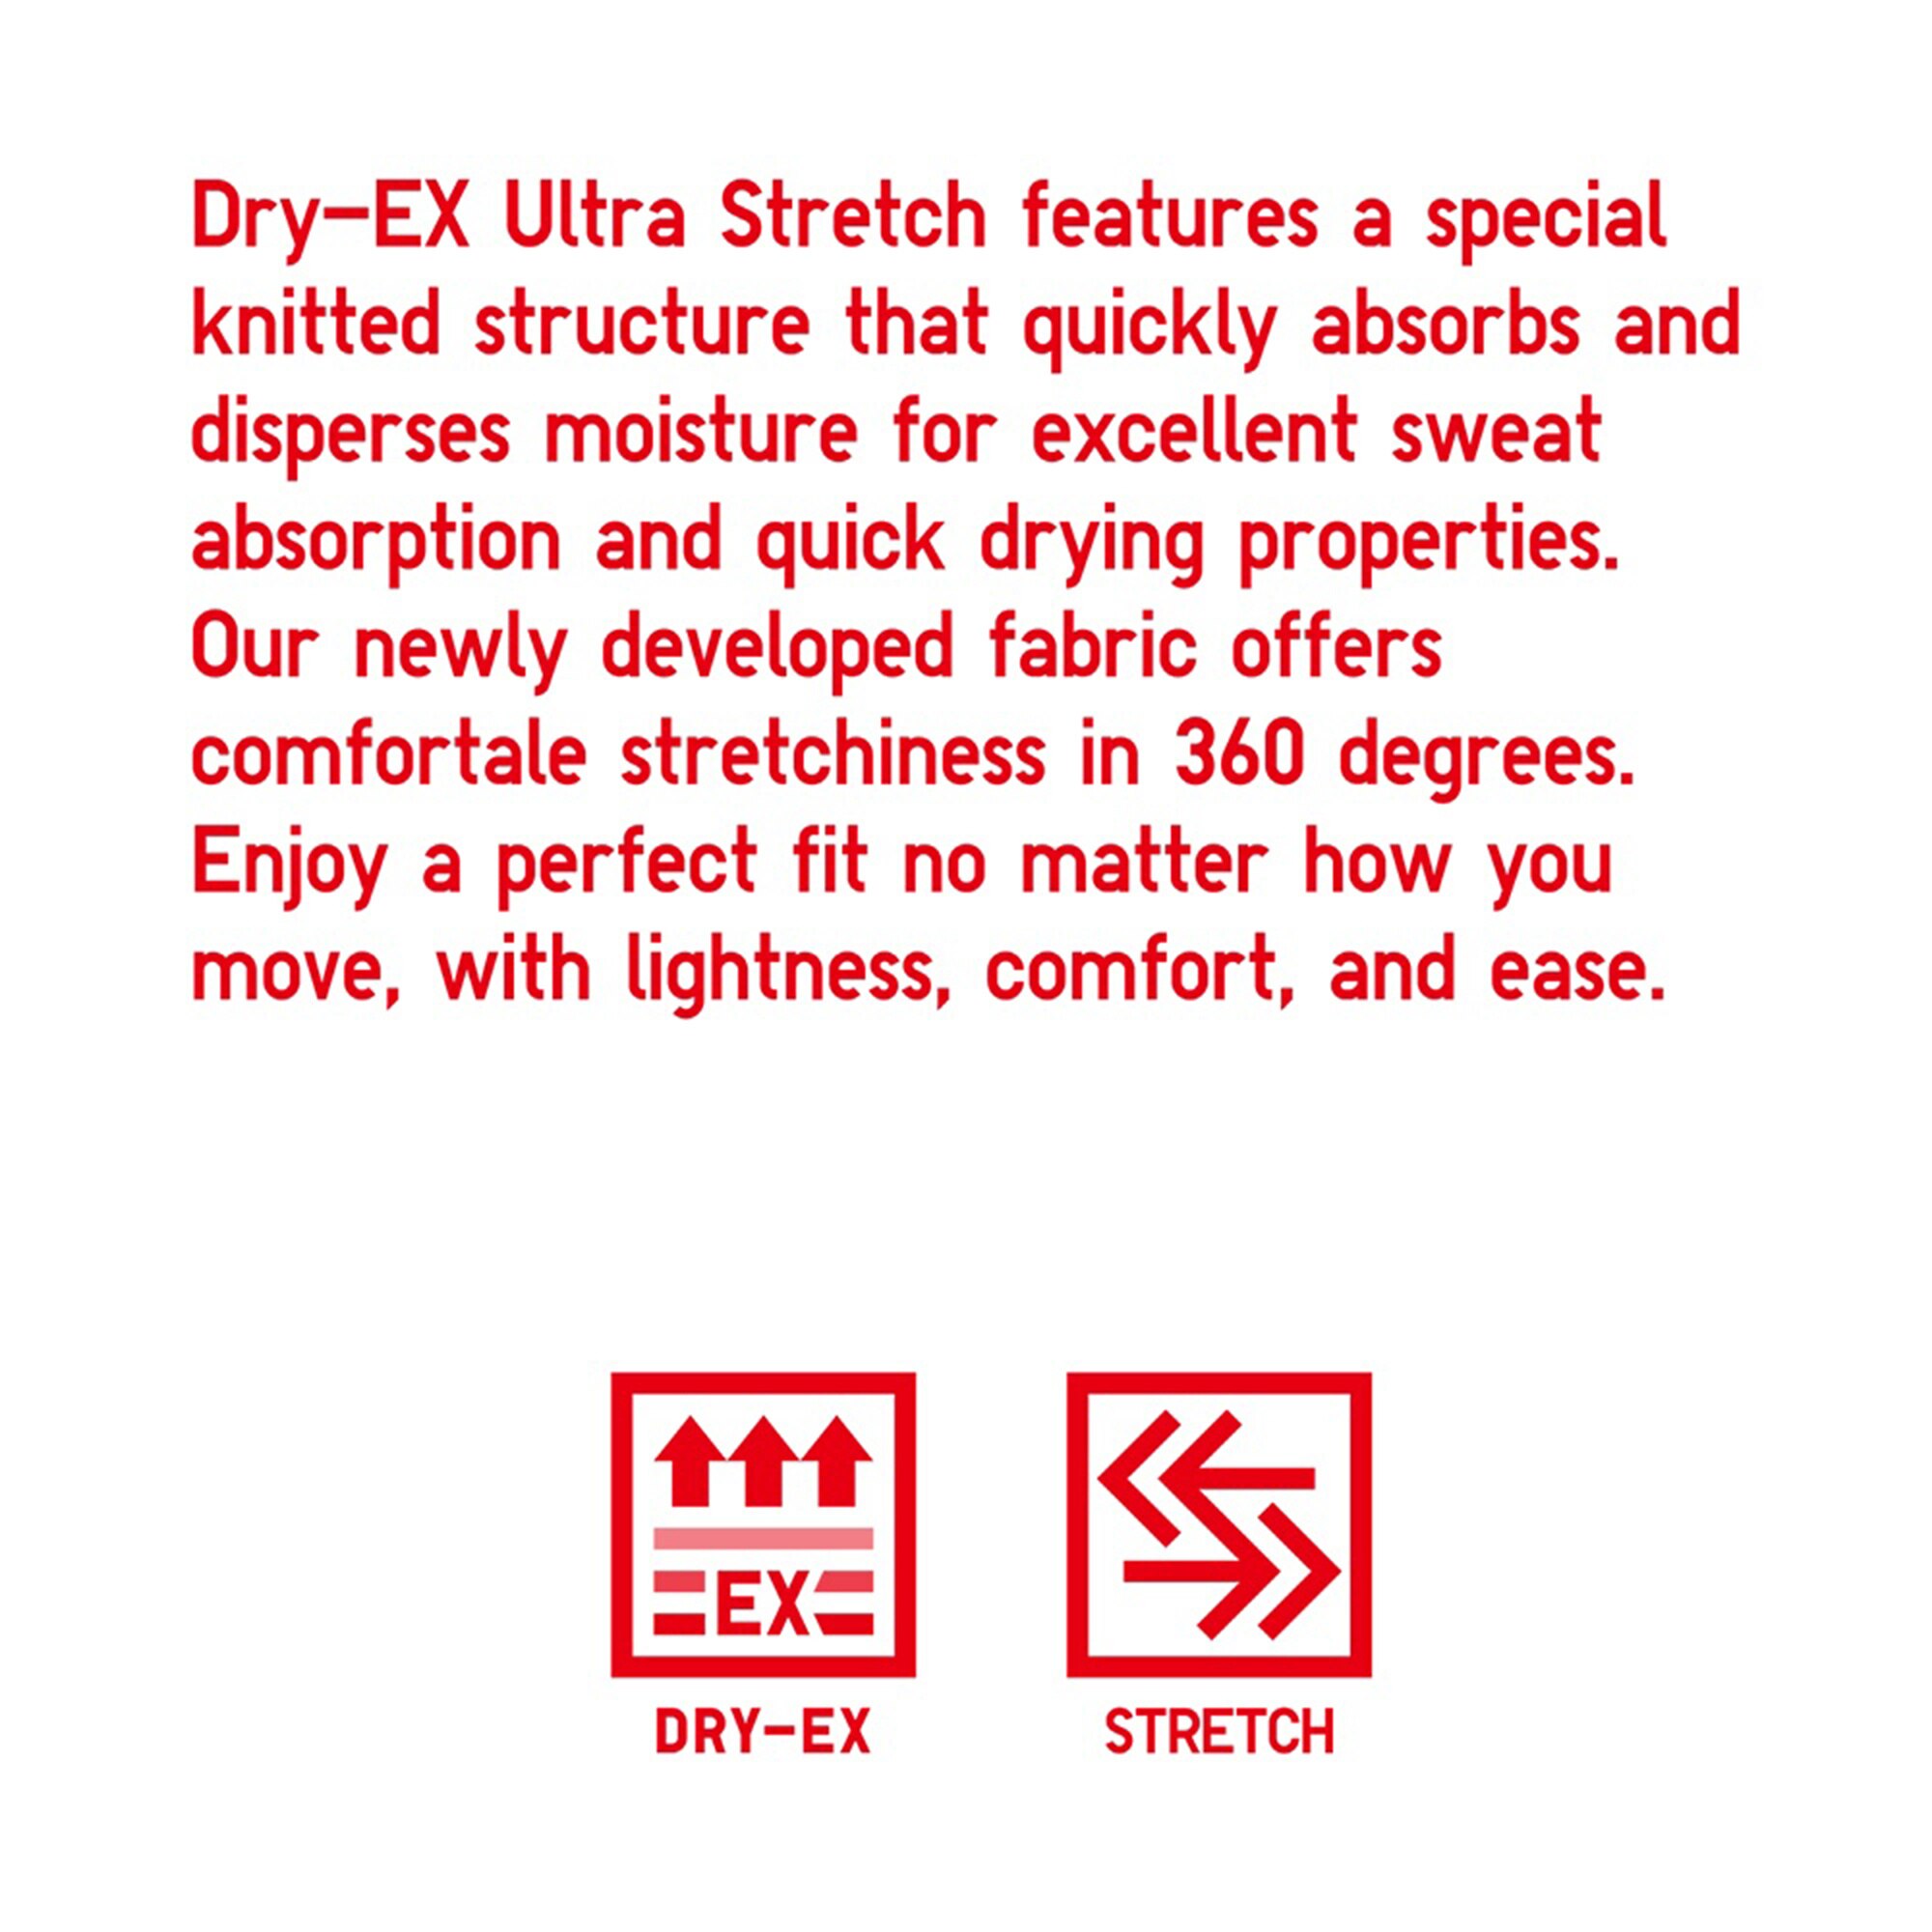 Dry-EX Ultra Stretch features a special
knitted structure that quickly absorbs and
disperses moisture for excellent sweat
absorption and quick drying properties.
Our newly developed fabric offers
comfortale stretchiness in 360 degrees.
Enjoy a perfect fit no matter how you
move, with lightness, comfort, and ease.
EX
DRY-EX
STRETCH